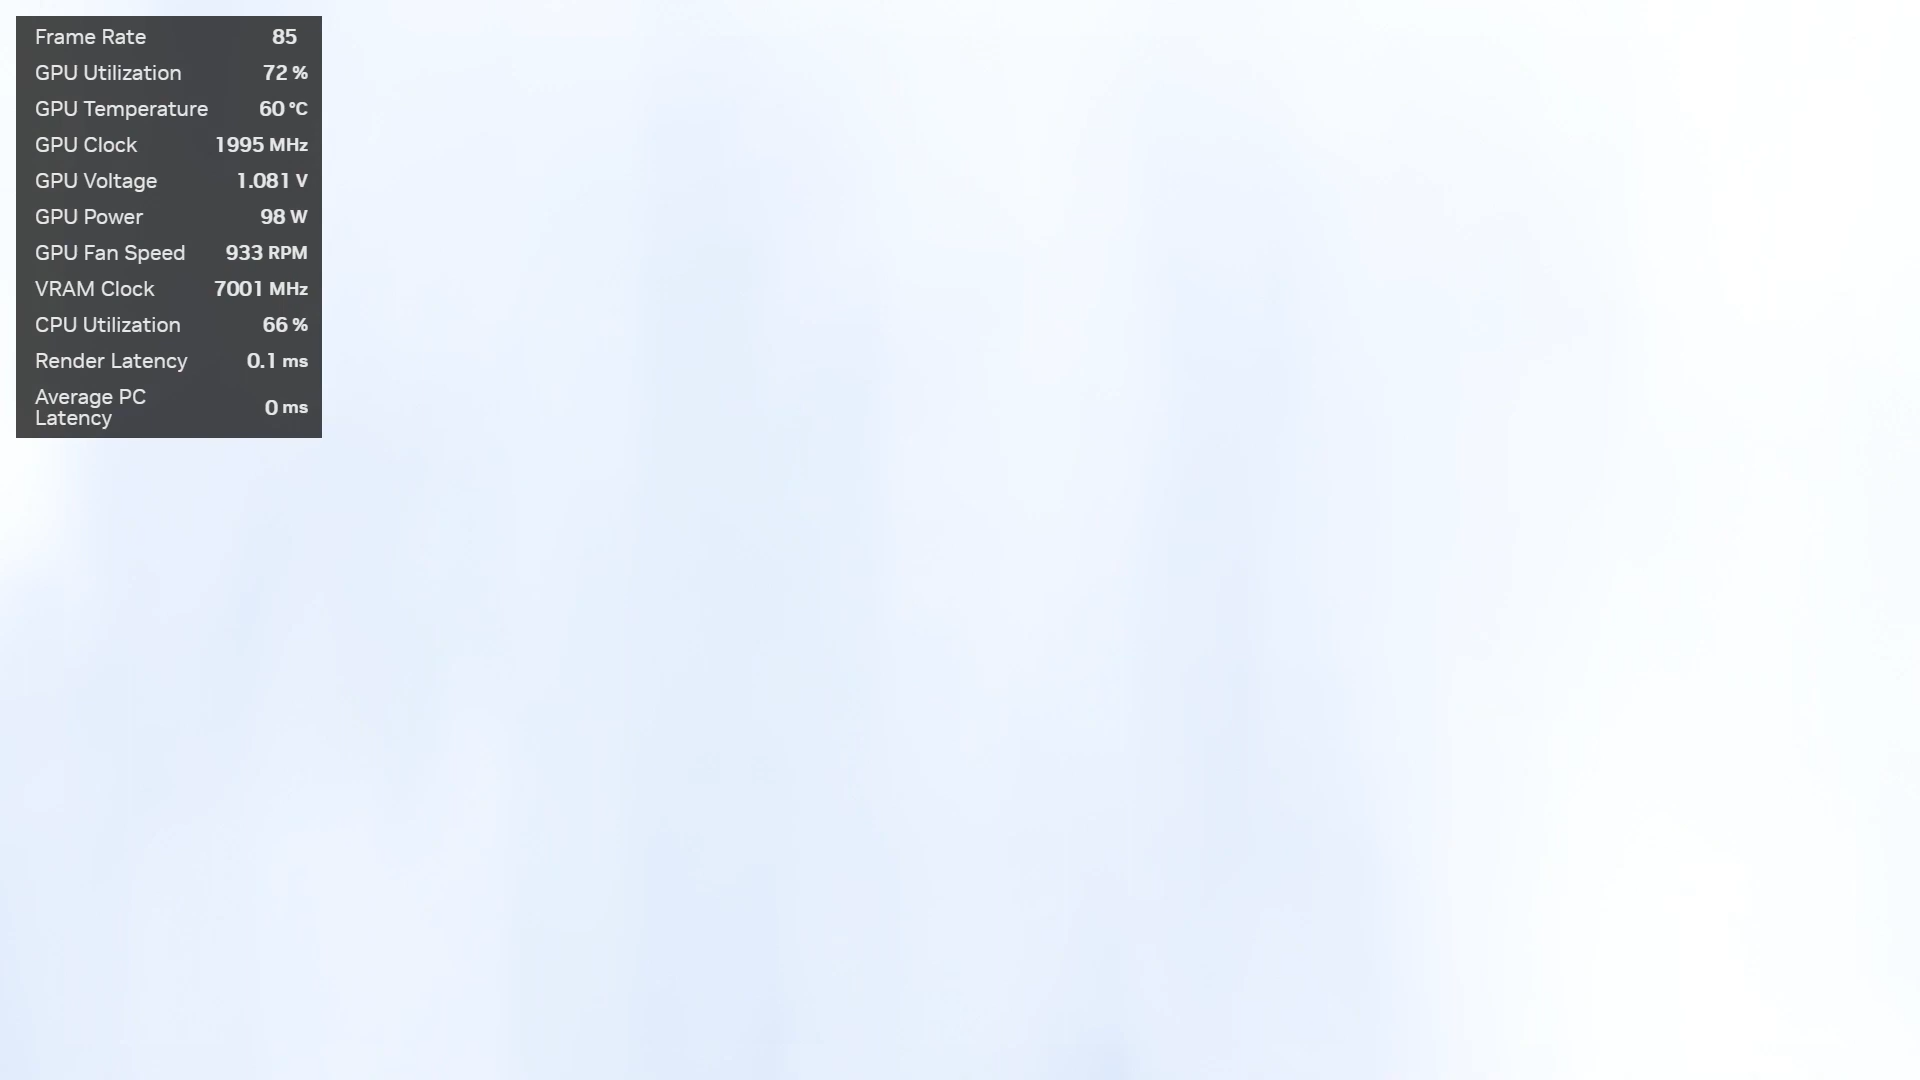 Frame Rate 85
GPU Utilization 72 %
GPU Temperature 60 °C
GPU Clock 1995 MHz
GPU Voltage 1.081 V
GPU Power 98 W
GPU Fan Speed 933 RPM
VRAM Clock 7001 MHz
CPU Utilization 66 %
Render Latency 0.1 ms
Average PC
Latency 0 ms